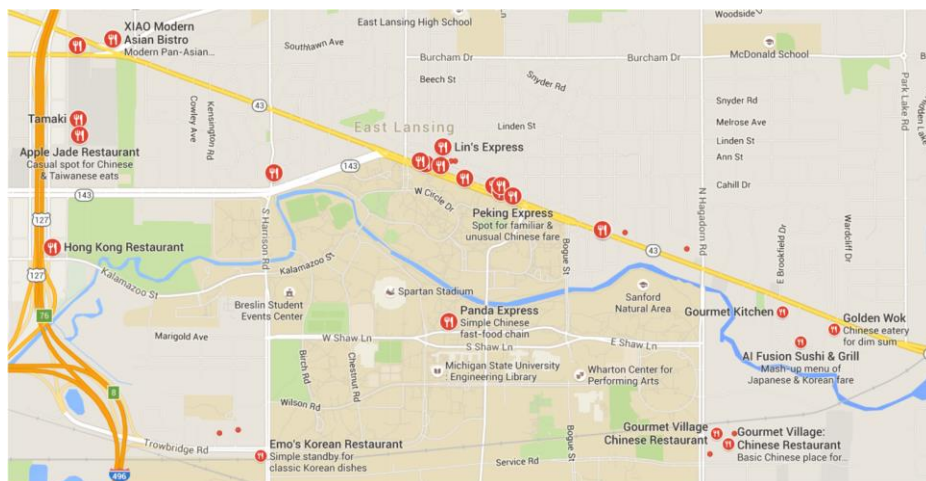 East Lansing High School
Woodside
XIAO Modern
Asian Bistro
Modern Pan-Asian...
Southlawn Ave
Burcham Dr
Burcham Dr
McDonald School
Beech St
Snyder Rd
Park Lake Rd
43
Kensington Rd
Cowley Ave
Snyder Rd
Melrose Ave
Tamaki
East Lansing
Linden St
Linden St
Apple Jade Restaurant
Casual spot for Chinese
& Taiwanese eats
Lin's Express
Ann St
143
143
Cahill Dr
W Circle Dr
N Hagadorn Rd
127
S Harrison Rd
Peking Express
Spot for familiar &
unusual Chinese fare
Hong Kong Restaurant
Bogue St
43
E Brookfield Dr
Wardcliff Dr
127
Kalamazoo St
Kalamazoo St
Spartan Stadium
Sanford
Natural Area
Breslin Student
Events Center
Gourmet Kitchen
Golden Wok
Chinese eatery
for dim sum
76
Panda Express
Simple Chinese
fast-food chain
Marigold Ave
W Shaw Ln
S Shaw Ln
E Shaw Ln
AI Fusion Sushi & Grill
Mash-up menu of
Japanese & Korean fare
Birch Rd
Chestnut Rd
Michigan State University
Engineering Library
Wharton Center for
Performing Arts
8
Wilson Rd
Trowbridge Rd
Emo's Korean Restaurant
Simple standby for
classic Korean dishes
Bogue St
Service Rd
Gourmet Village
Chinese Restaurant
Gourmet Village:
Chinese Restaurant
Basic Chinese place for...
496